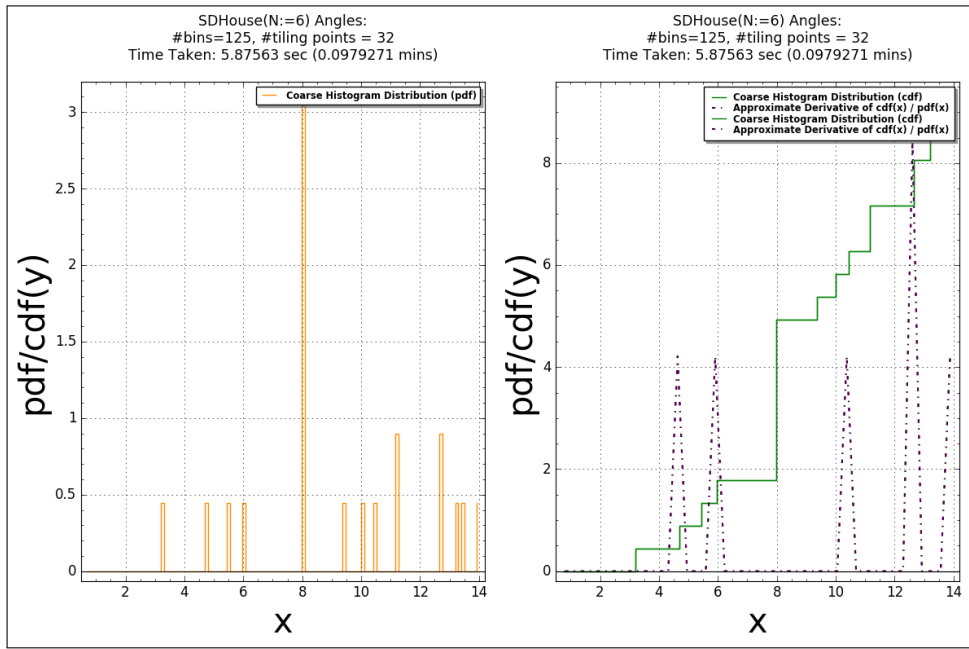 SDHouse(N:=6) Angles:
#bins=125, #tiling points = 32
Time Taken: 5.87563 sec (0.0979271 mins)
Coarse Histogram Distribution (pdf)
3
2.5
2
1.5
1
0.5
0
2 4 6 8 10 12 14
pdf/cdf(y)
x
SDHouse(N:=6) Angles:
#bins=125, #tiling points = 32
Time Taken: 5.87563 sec (0.0979271 mins)
Coarse Histogram Distribution (cdf)
Approximate Derivative of cdf(x) / pdf(x)
Coarse Histogram Distribution (cdf)
Approximate Derivative of cdf(x) / pdf(x)
8
6
4
2
0
2 4 6 8 10 12 14
pdf/cdf(y)
x